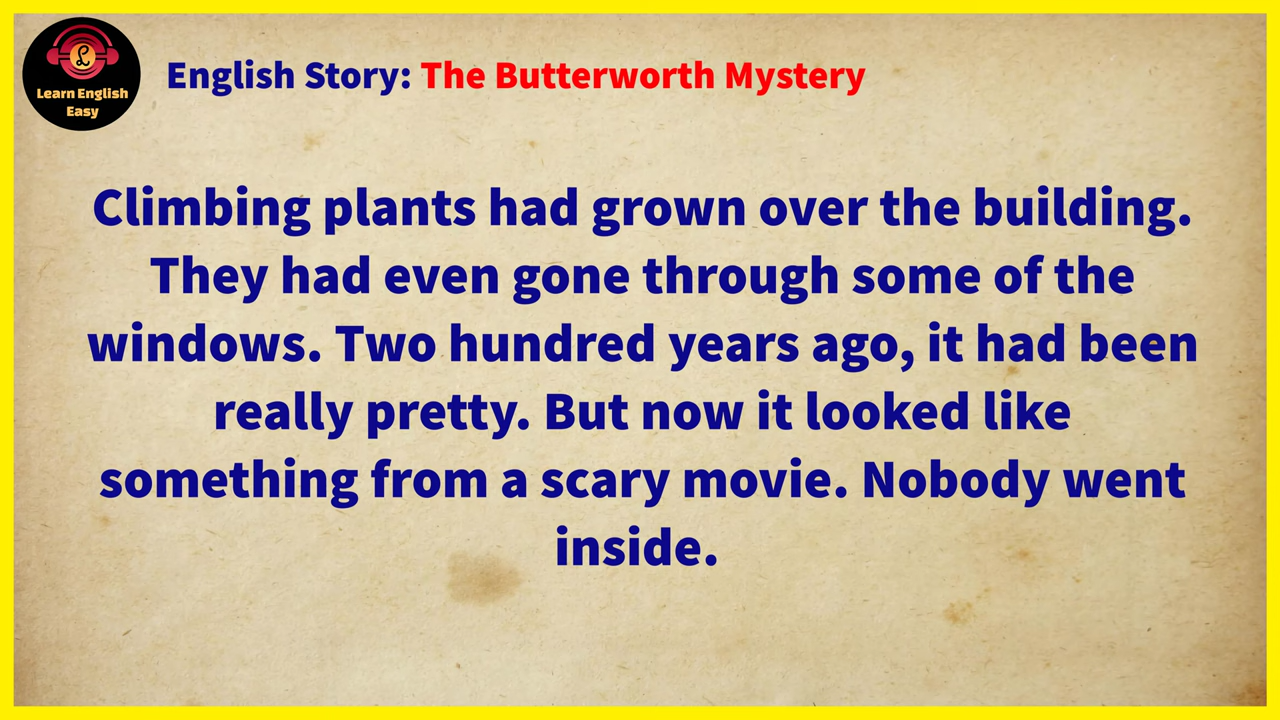 Learn English
Easy
English Story: The Butterworth Mystery
Climbing plants had grown over the building.
They had even gone through some of the
windows. Two hundred years ago, it had been
really pretty. But now it looked like
something from a scary movie. Nobody went
inside.